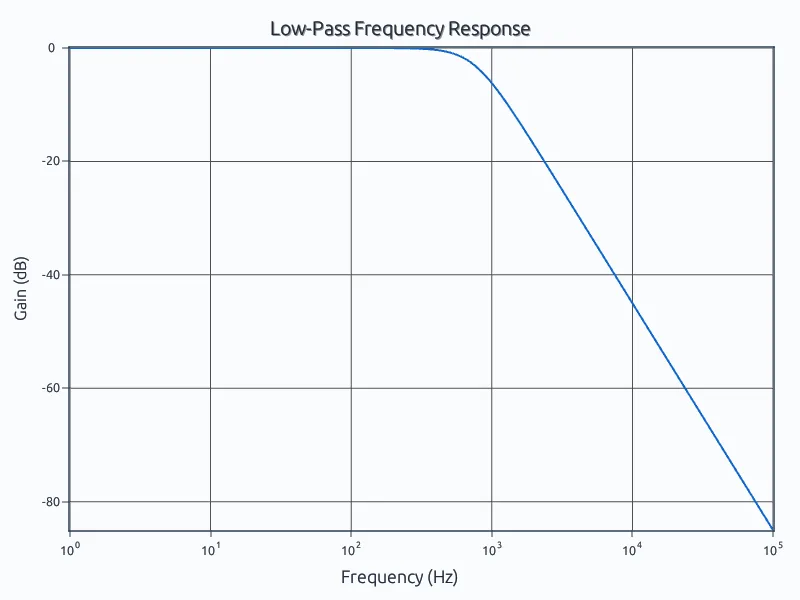 Low-Pass Frequency Response
0
-20
-40
-60
-80
Gain (dB)
10⁰ 10¹ 10² 10³ 10⁴ 10⁵
Frequency (Hz)